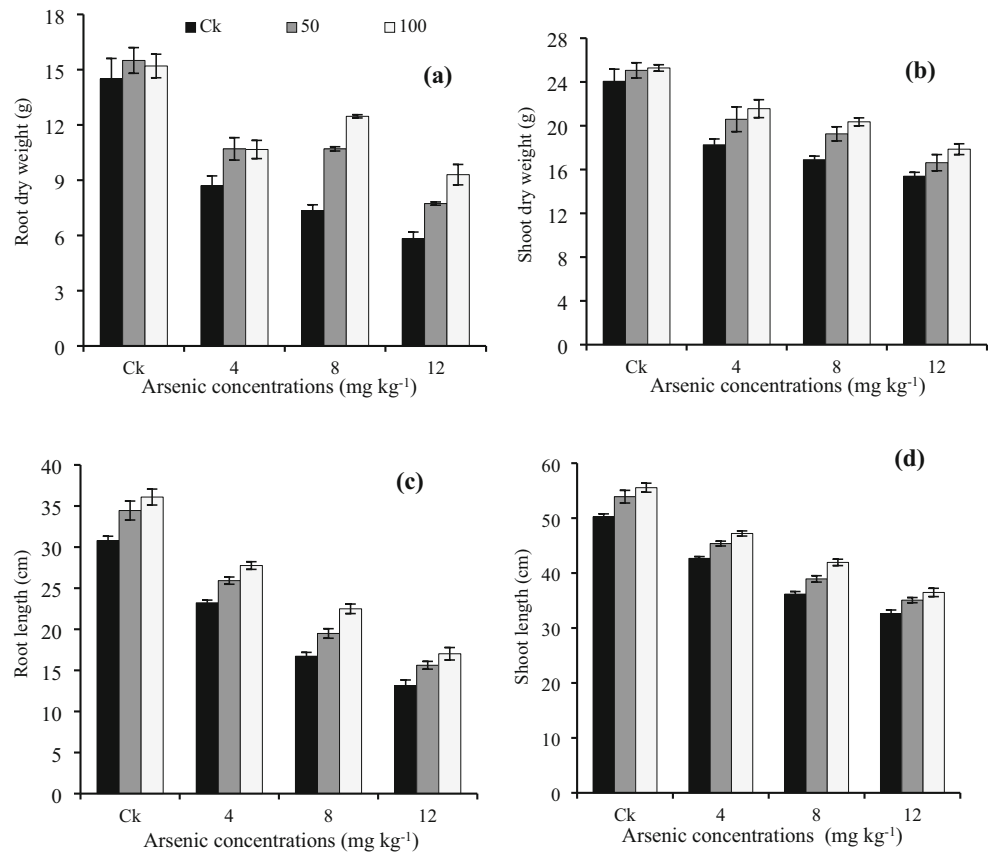 Ck 50 100
(a)
Root dry weight (g)
18
15
12
9
6
3
0
Ck 4 8 12
Arsenic concentrations (mg kg⁻¹)
(b)
Shoot dry weight (g)
28
24
20
16
12
8
4
0
Ck 4 8 12
Arsenic concentrations (mg kg⁻¹)
(c)
Root length (cm)
40
35
30
25
20
15
10
5
0
Ck 4 8 12
Arsenic concentrations (mg kg⁻¹)
(d)
Shoot length (cm)
60
50
40
30
20
10
0
Ck 4 8 12
Arsenic concentrations (mg kg⁻¹)